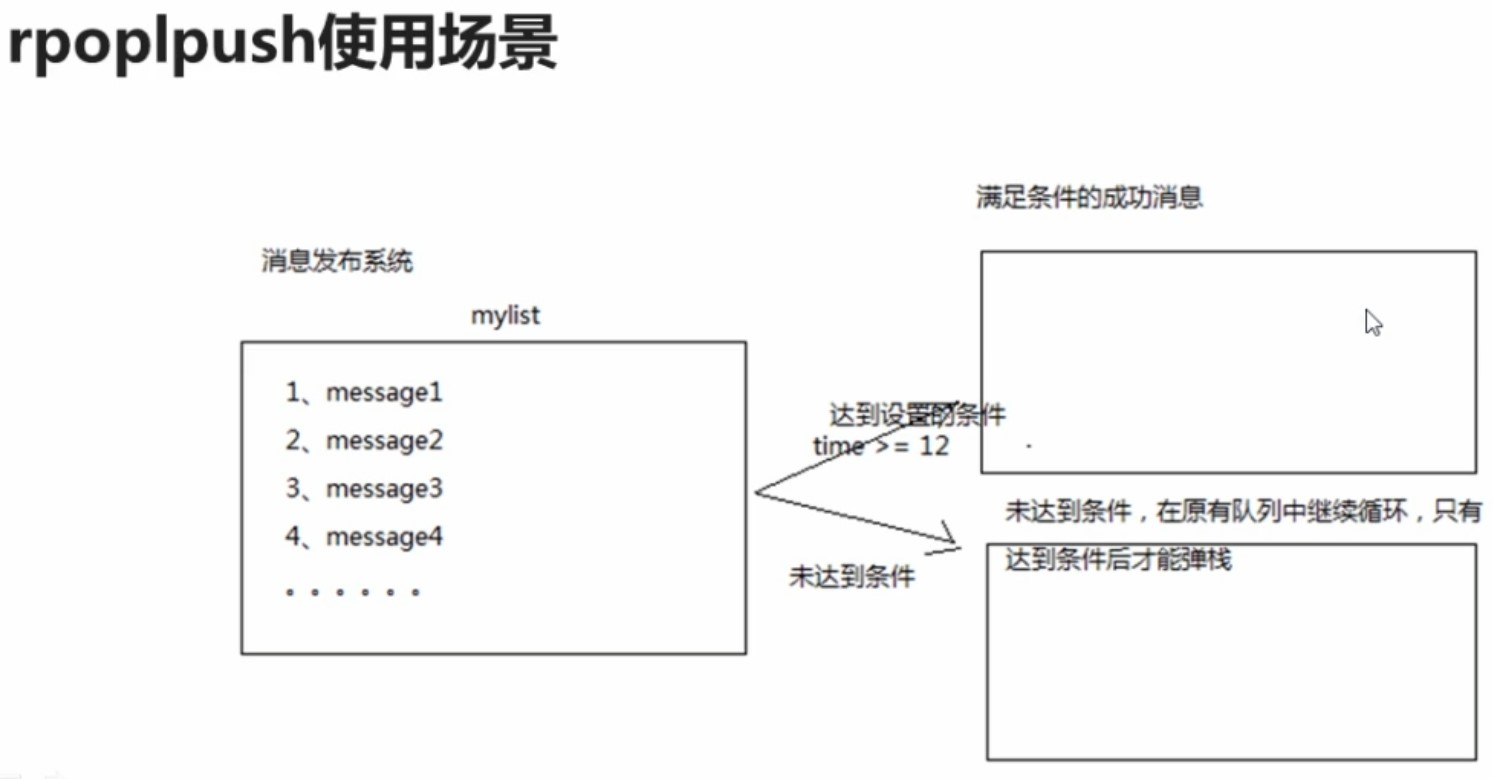 rpoplpush使用场景
满足条件的成功消息
消息发布系统
mylist
1、message1
2、message2
3、message3
4、message4
。。。。。。
达到设置的条件
time >= 12
未达到条件，在原有队列中继续循环，只有
达到条件后才能弹栈
未达到条件